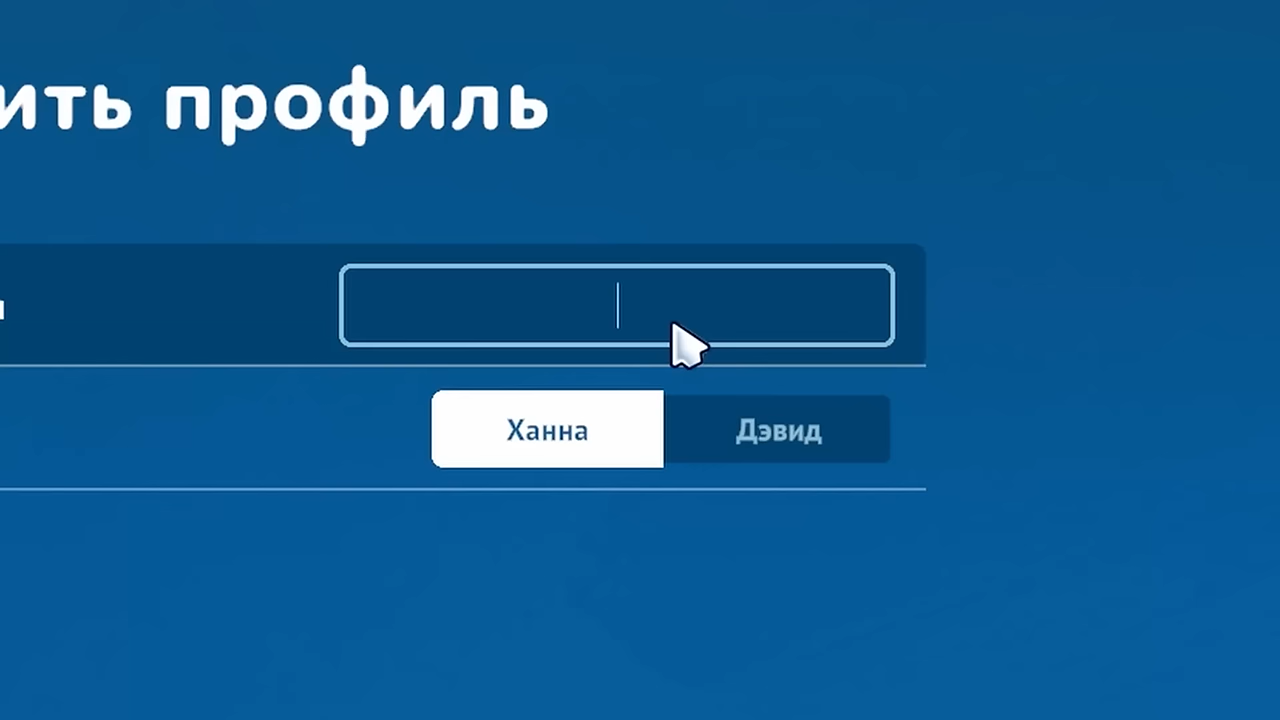 ить профиль
Ханна
Дэвид